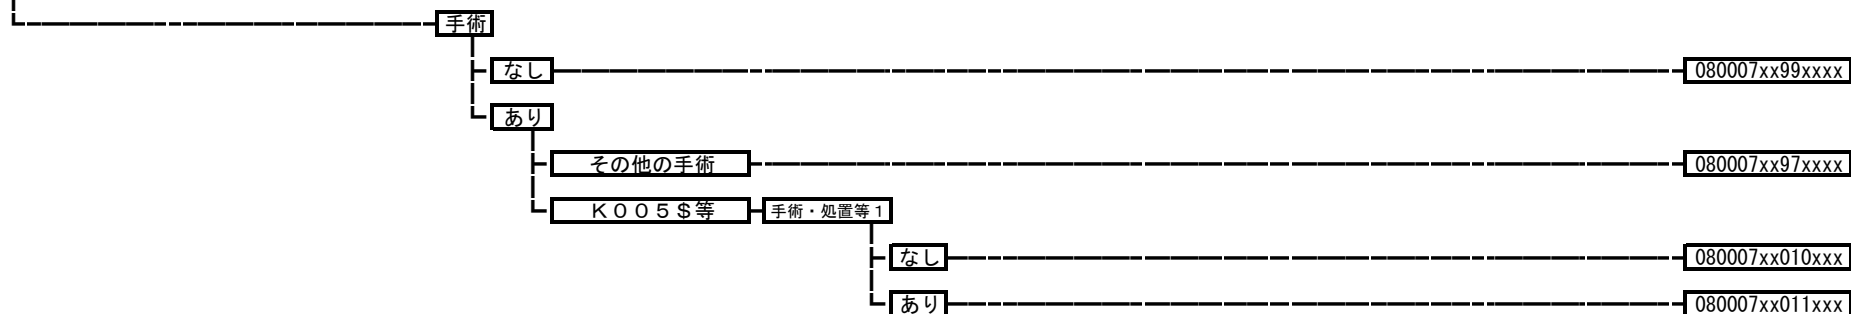 手術
なし 080007xx99xxxx
あり
その他の手術 080007xx97xxxx
K005$等 手術・処置等1
なし 080007xx010xxx
あり 080007xx011xxx